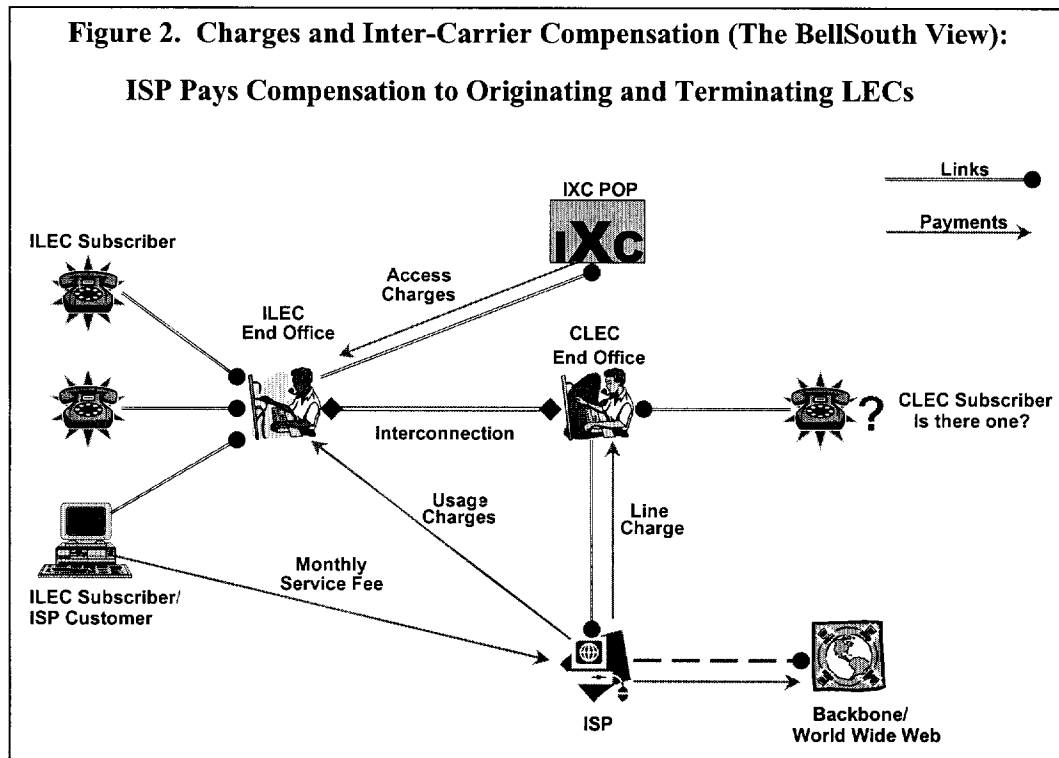 Figure 2. Charges and Inter-Carrier Compensation (The BellSouth View):
ISP Pays Compensation to Originating and Terminating LECs
Links
Payments
IXC POP
IXC
ILEC Subscriber
Access
Charges
ILEC
End Office
CLEC
End Office
Interconnection
?
CLEC Subscriber
Is there one?
Usage
Charges
Line
Charge
Monthly
Service Fee
ILEC Subscriber/
ISP Customer
ISP
Backbone/
World Wide Web